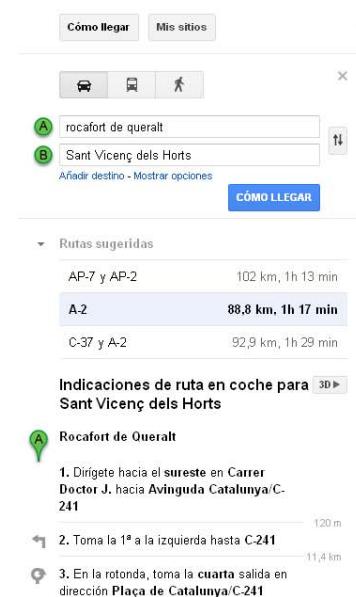 Cómo llegar Mis sitios
A rocafort de queralt
B Sant Vicenç dels Horts
Añadir destino - Mostrar opciones
CÓMO LLEGAR
Rutas sugeridas
AP-7 y AP-2 102 km, 1h 13 min
A-2 88,8 km, 1h 17 min
C-37 y A-2 92,9 km, 1h 29 min
Indicaciones de ruta en coche para 3D
Sant Vicenç dels Horts
A Rocafort de Queralt
1. Dirígete hacia el sureste en Carrer
Doctor J. hacia Avinguda Catalunya/C-
241
120 m
2. Toma la 1ª a la izquierda hasta C-241
11,4 km
3. En la rotonda, toma la cuarta salida en
dirección Plaça de Catalunya/C-241